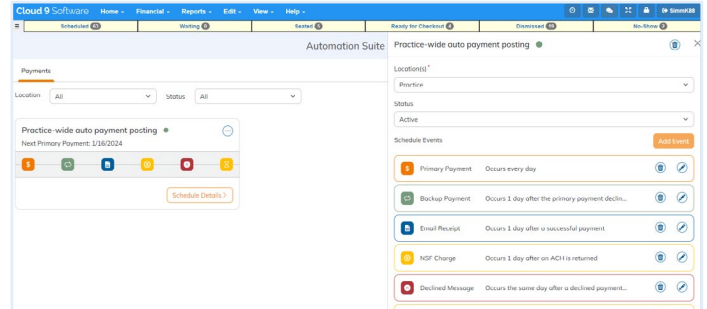 Cloud 9 Software Home Financial Reports Edit View Help SimmK88
Scheduled 63 Waiting 0 Seated 0 Ready for Checkout Dismissed No-Show
Automation Suite
Payments
Location All Status All
Practice-wide auto payment posting
Next Primary Payment: 1/16/2024
$
Schedule Details >
Practice-wide auto payment posting
Location(s)*
Practice
Status
Active
Schedule Events Add Event
$ Primary Payment Occurs every day
Backup Payment Occurs 1 day after the primary payment declin...
Email Receipt Occurs 1 day after a successful payment
NSF Charge Occurs 1 day after an ACH is returned
Declined Message Occurs the same day after a declined payment...